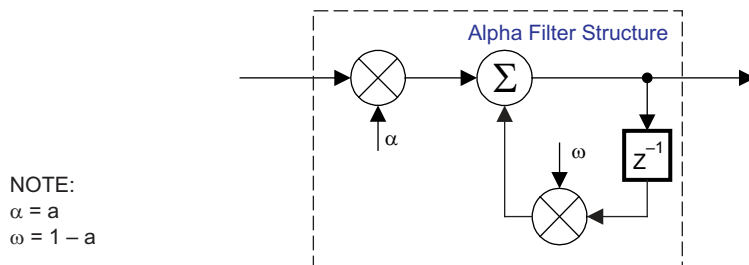 Alpha Filter Structure
Σ
α
ω
Z⁻¹
NOTE:
α = a
ω = 1 – a